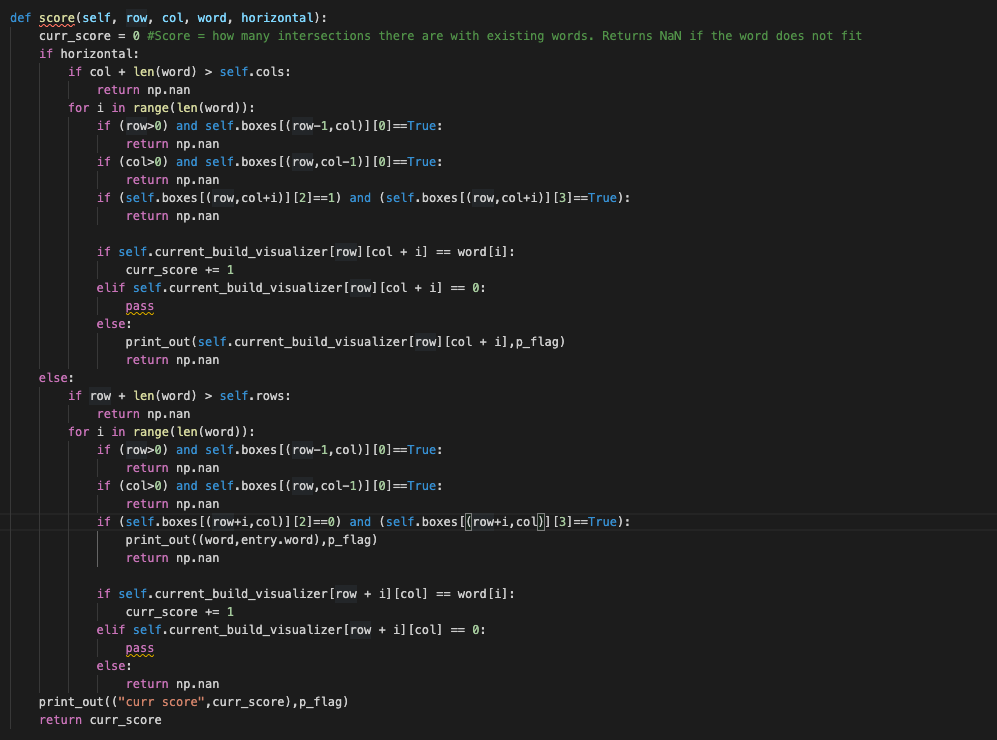 def score(self, row, col, word, horizontal):
    curr_score = 0 #Score = how many intersections there are with existing words. Returns NaN if the word does not fit
    if horizontal:
        if col + len(word) > self.cols:
            return np.nan
        for i in range(len(word)):
            if (row>0) and self.boxes[(row-1,col)][0]==True:
                return np.nan
            if (col>0) and self.boxes[(row,col-1)][0]==True:
                return np.nan
            if (self.boxes[(row,col+i)][2]==1) and (self.boxes[(row,col+i)][3]==True):
                return np.nan

            if self.current_build_visualizer[row][col + i] == word[i]:
                curr_score += 1
            elif self.current_build_visualizer[row][col + i] == 0:
                pass
            else:
                print_out(self.current_build_visualizer[row][col + i],p_flag)
                return np.nan
    else:
        if row + len(word) > self.rows:
            return np.nan
        for i in range(len(word)):
            if (row>0) and self.boxes[(row-1,col)][0]==True:
                return np.nan
            if (col>0) and self.boxes[(row,col-1)][0]==True:
                return np.nan
            if (self.boxes[(row+i,col)][2]==0) and (self.boxes[(row+i,col)][3]==True):
                print_out((word,entry.word),p_flag)
                return np.nan

            if self.current_build_visualizer[row + i][col] == word[i]:
                curr_score += 1
            elif self.current_build_visualizer[row + i][col] == 0:
                pass
            else:
                return np.nan
    print_out(("curr score",curr_score),p_flag)
    return curr_score